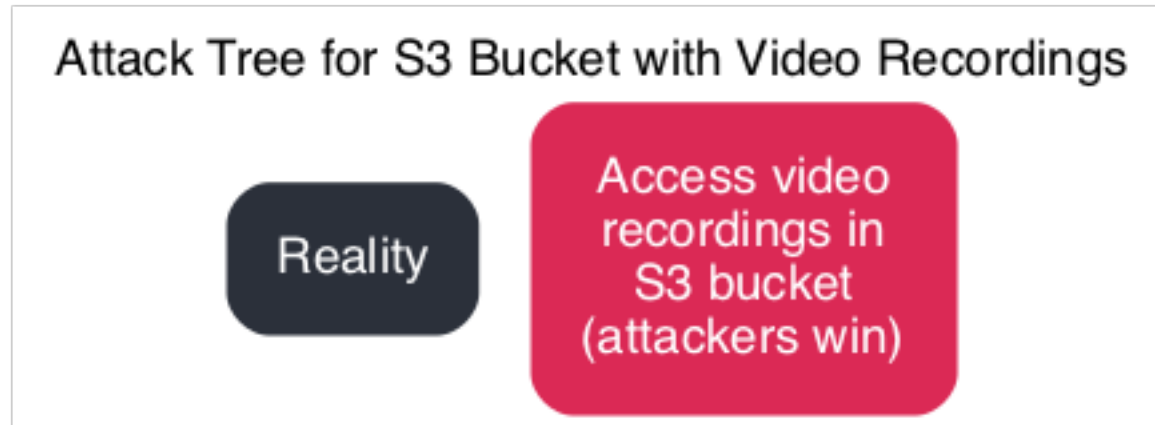 Attack Tree for S3 Bucket with Video Recordings
Reality
Access video
recordings in
S3 bucket
(attackers win)